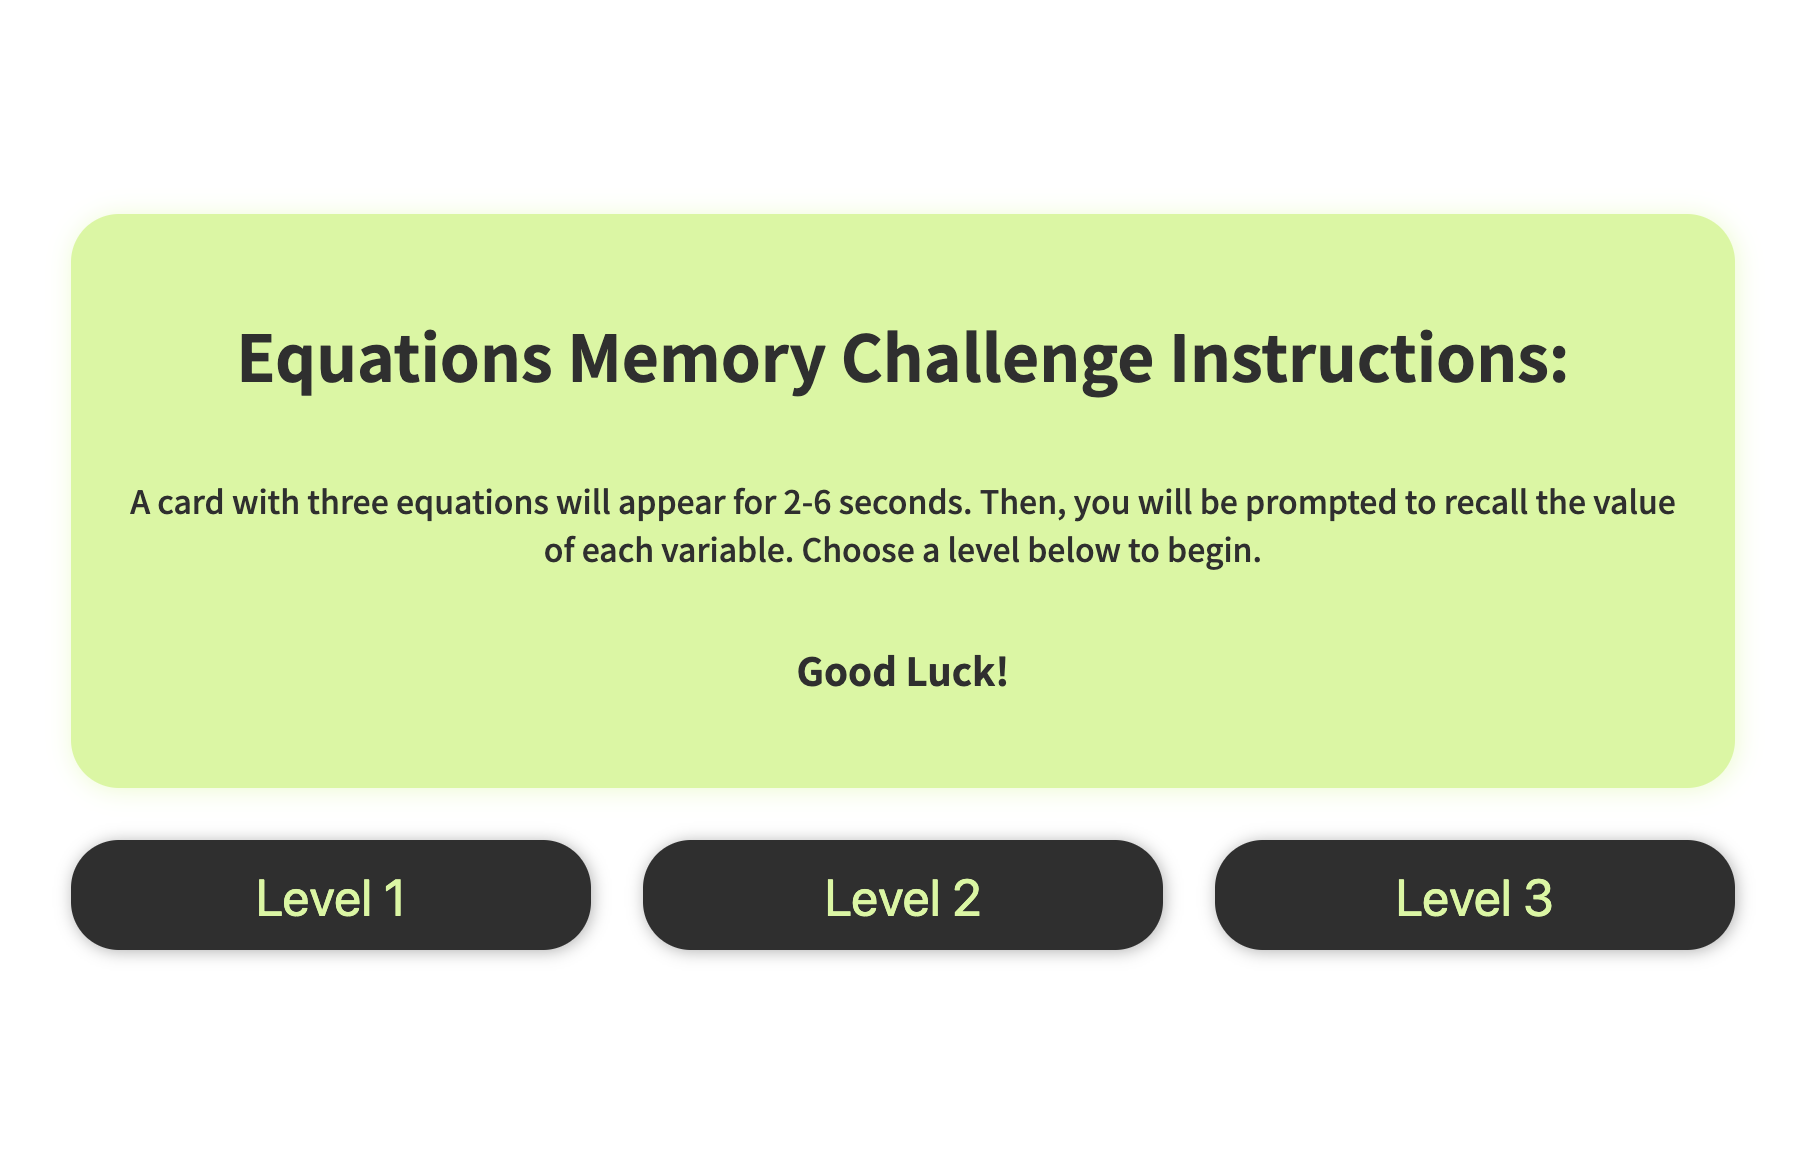 Equations Memory Challenge Instructions:
A card with three equations will appear for 2-6 seconds. Then, you will be prompted to recall the value
of each variable. Choose a level below to begin.
Good Luck!
Level 1
Level 2
Level 3